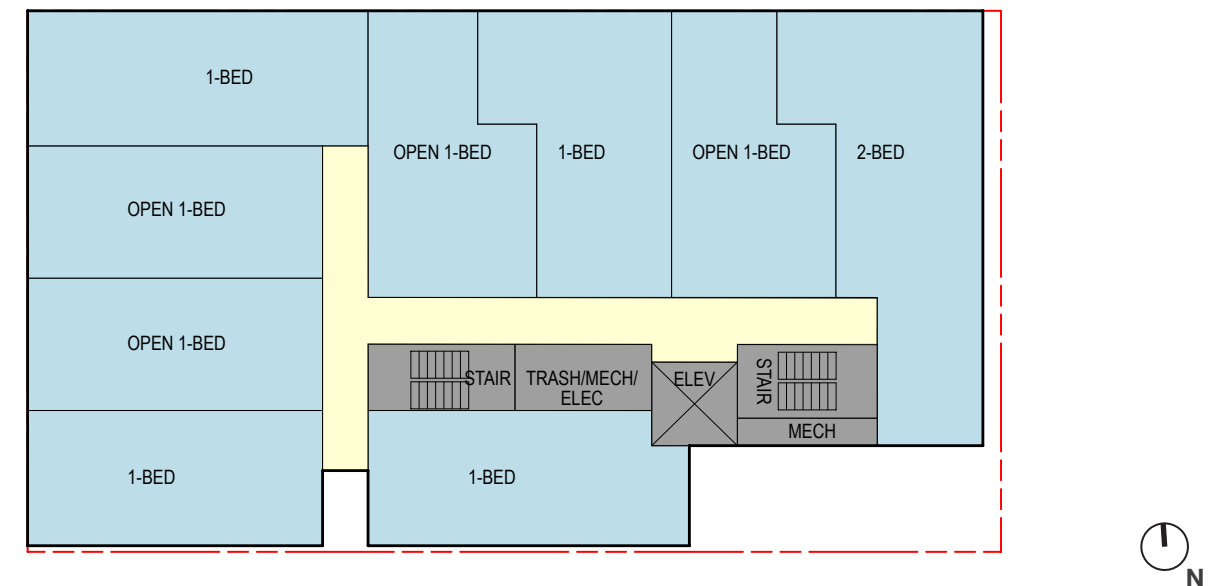 1-BED
OPEN 1-BED
1-BED
OPEN 1-BED
2-BED
OPEN 1-BED
OPEN 1-BED
STAIR
TRASH/MECH/
ELEC
ELEV
STAIR
MECH
1-BED
1-BED
N